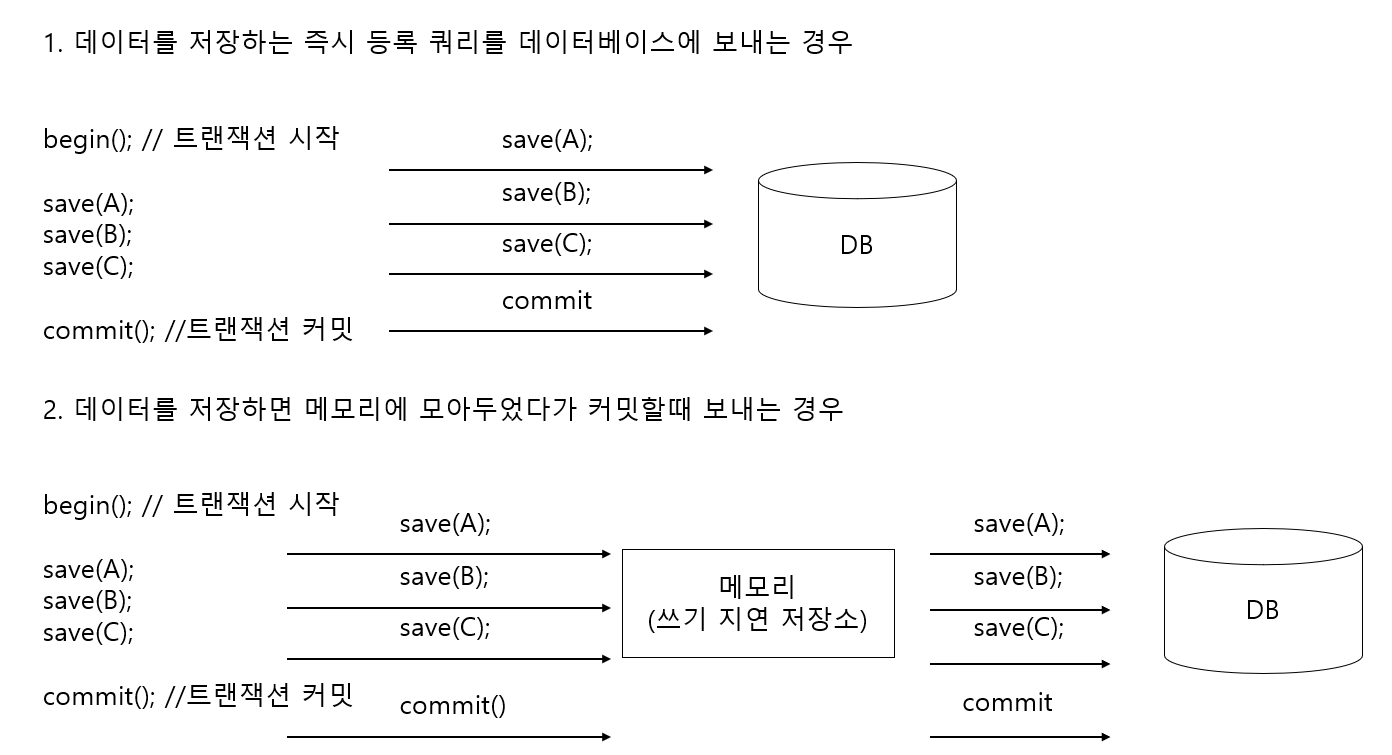 1. 데이터를 저장하는 즉시 등록 쿼리를 데이터베이스에 보내는 경우
begin(); // 트랜잭션 시작
save(A);
save(B);
save(C);
commit(); //트랜잭션 커밋
save(A);
save(B);
save(C);
commit
DB
2. 데이터를 저장하면 메모리에 모아두었다가 커밋할때 보내는 경우
begin(); // 트랜잭션 시작
save(A);
save(B);
save(C);
commit(); //트랜잭션 커밋
save(A);
save(B);
save(C);
commit()
메모리
(쓰기 지연 저장소)
save(A);
save(B);
save(C);
commit
DB